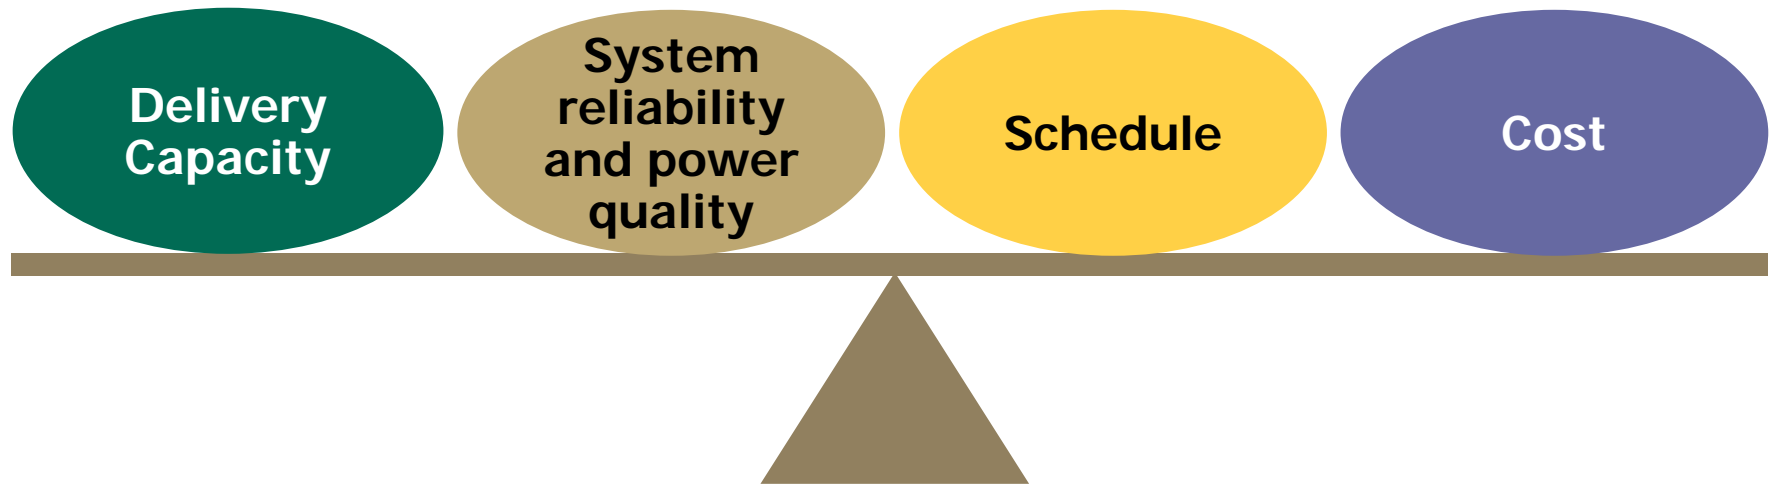 Delivery
Capacity
System
reliability
and power
quality
Schedule
Cost